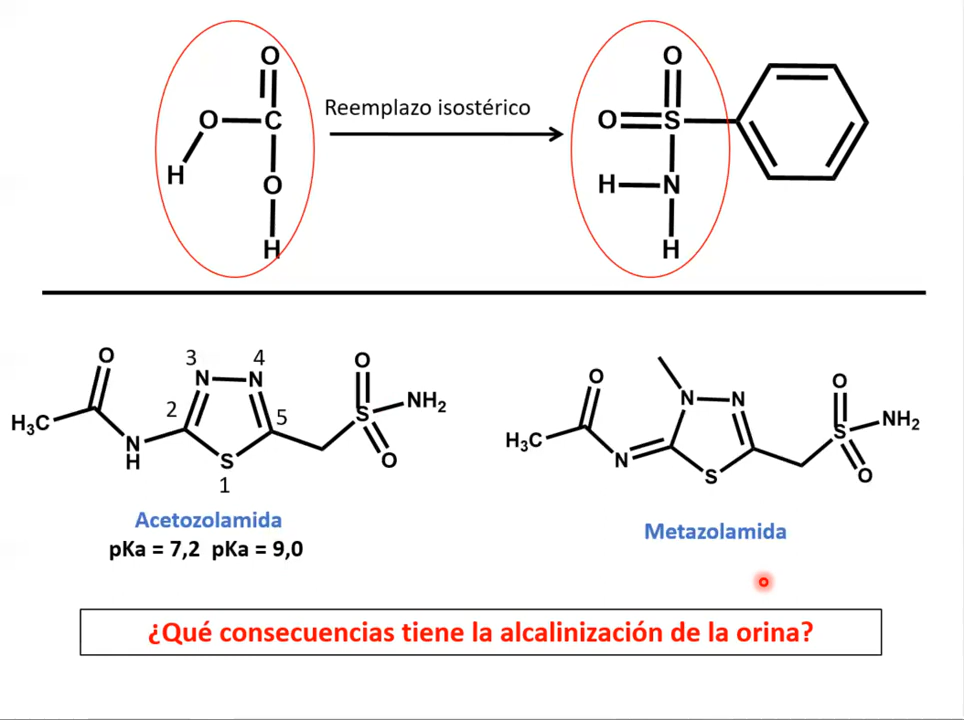 O
Reemplazo isostérico
O
O
C
O
S
H
O
H
N
H
H
O
3
4
N
N
H₃C
2
5
N
H
S
1
O
S
NH₂
O
Acetozolamida
pKa = 7,2 pKa = 9,0
O
N
N
H₃C
N
S
O
S
NH₂
O
Metazolamida
¿Qué consecuencias tiene la alcalinización de la orina?